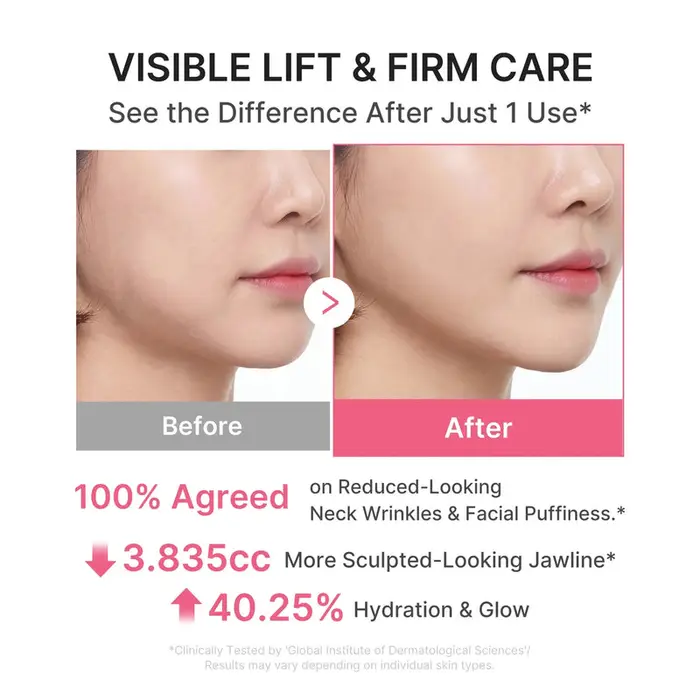 VISIBLE LIFT & FIRM CARE
See the Difference After Just 1 Use*
Before
After
100% Agreed
on Reduced-Looking
Neck Wrinkles & Facial Puffiness.*
3.835cc More Sculpted-Looking Jawline*
40.25% Hydration & Glow
*Clinically Tested by 'Global Institute of Dermatological Sciences'/
Results may vary depending on individual skin types.